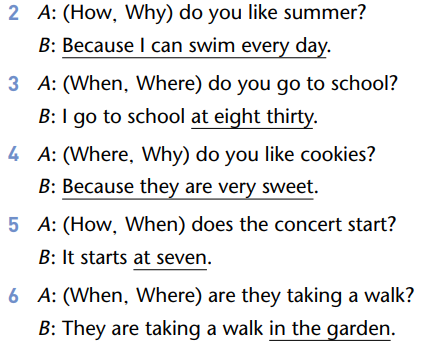 2 A: (How, Why) do you like summer?
B: Because I can swim every day.
3 A: (When, Where) do you go to school?
B: I go to school at eight thirty.
4 A: (Where, Why) do you like cookies?
B: Because they are very sweet.
5 A: (How, When) does the concert start?
B: It starts at seven.
6 A: (When, Where) are they taking a walk?
B: They are taking a walk in the garden.